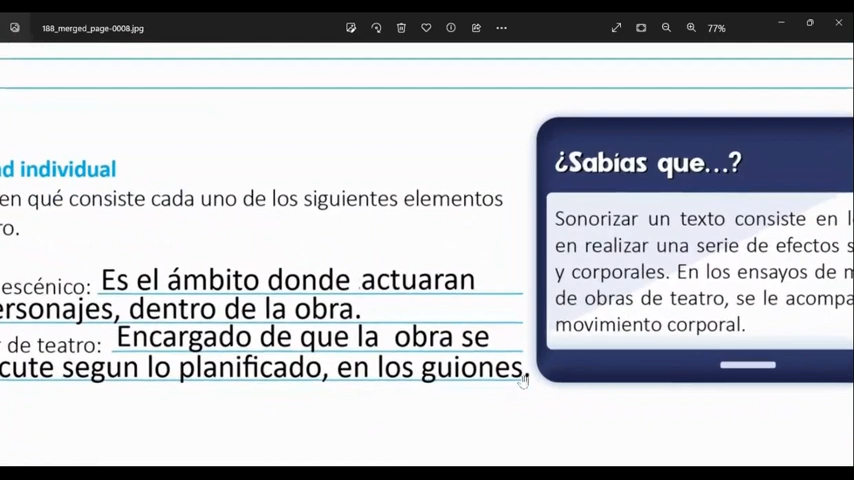 188_merged_page-0008.jpg
77%
d individual
en qué consiste cada uno de los siguientes elementos
ro.
escénico: Es el ámbito donde actuaran
ersonajes, dentro de la obra.
de teatro: Encargado de que la obra se
cute segun lo planificado, en los guiones.
¿Sabías que...?
Sonorizar un texto consiste en
en realizar una serie de efectos s
y corporales. En los ensayos de m
de obras de teatro, se le acompa
movimiento corporal.